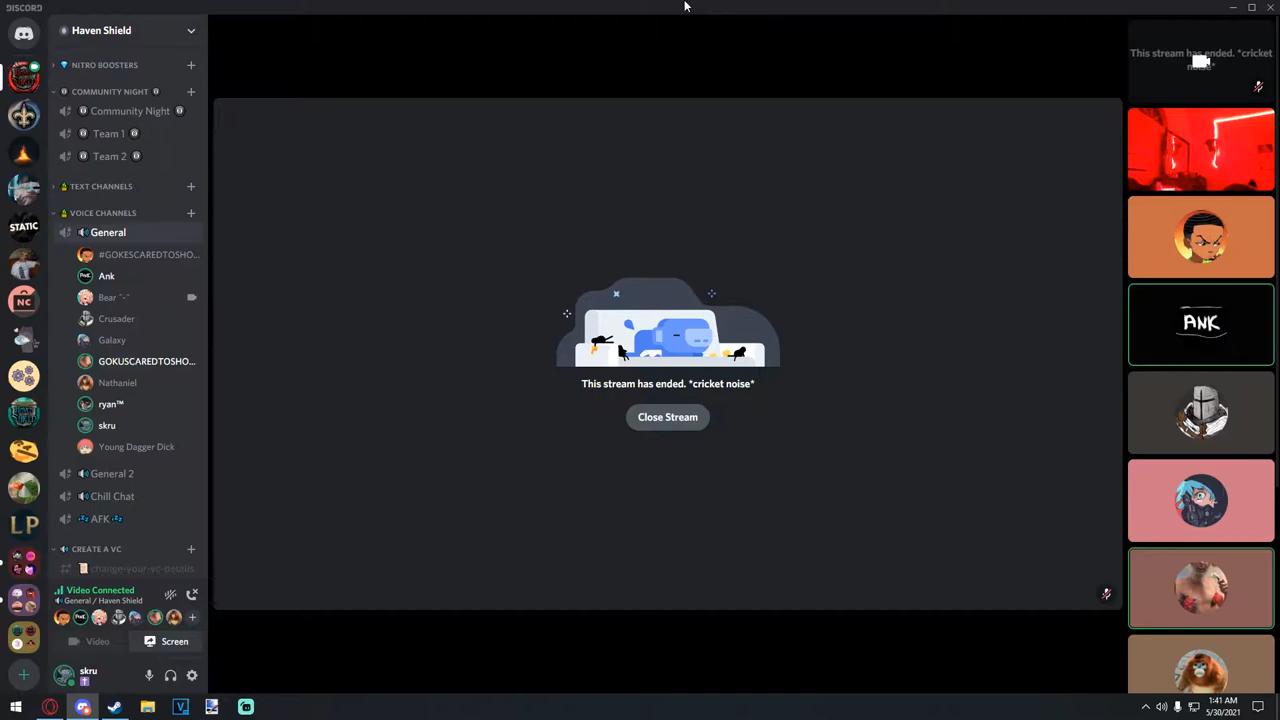 DISCORD
Haven Shield
NITRO BOOSTERS
COMMUNITY NIGHT
Community Night
Team 1
Team 2
TEXT CHANNELS
VOICE CHANNELS
General
#GOKESCAREDTOSHO...
Ank
Bear ~-~
Crusader
Galaxy
GOKUSCAREDTOSHO...
Nathaniel
ryan™
skru
Young Dagger Dick
General 2
Chill Chat
AFK
CREATE A VC
Video Connected
General / Haven Shield
Video
Screen
skru
STATIC
NC
LP
3
This stream has ended. *cricket noise*
Close Stream
This stream has ended. *cricket
ANK
1:41 AM
5/30/2021